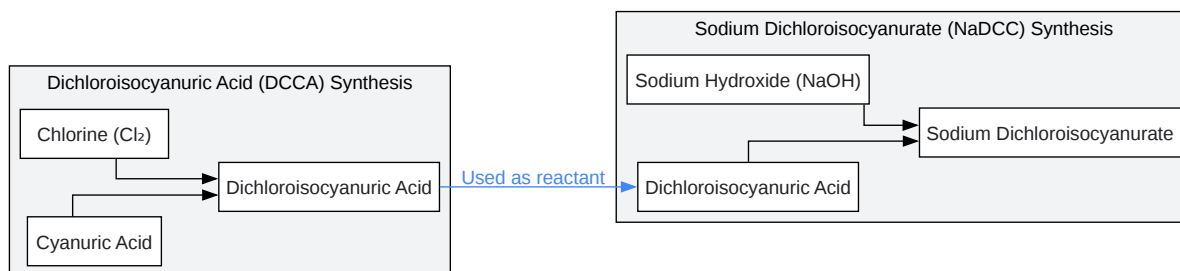 Dichloroisocyanuric Acid (DCCA) Synthesis
Chlorine (Cl₂)
Cyanuric Acid
Dichloroisocyanuric Acid
Used as reactant
Sodium Dichloroisocyanurate (NaDCC) Synthesis
Sodium Hydroxide (NaOH)
Dichloroisocyanuric Acid
Sodium Dichloroisocyanurate